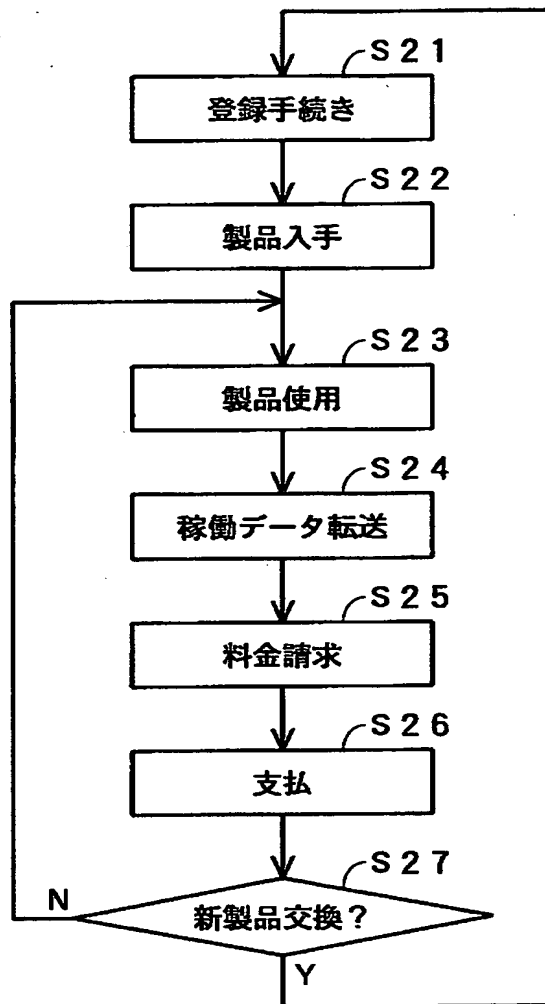 S21
登録手続き
S22
製品入手
S23
製品使用
S24
稼働データ転送
S25
料金請求
S26
支払
S27
新製品交換?
N
Y